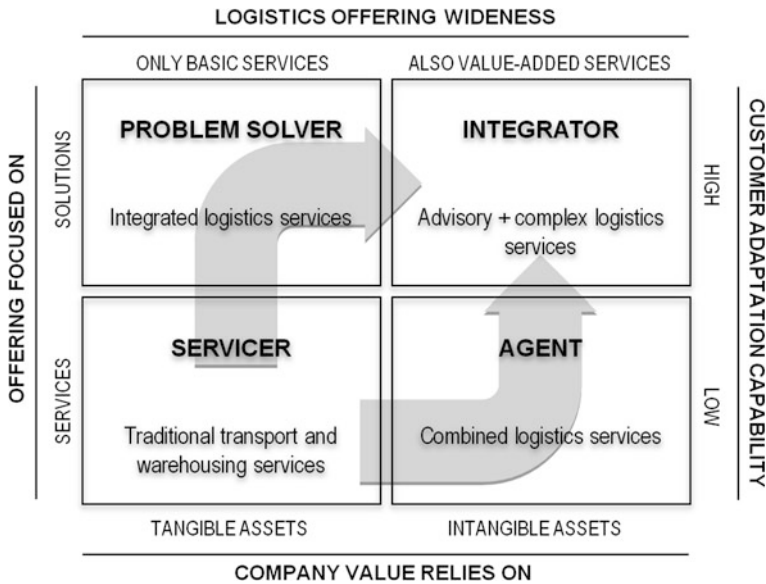 LOGISTICS OFFERING WIDENESS
ONLY BASIC SERVICES
ALSO VALUE-ADDED SERVICES
OFFERING FOCUSED ON
SOLUTIONS
PROBLEM SOLVER
Integrated logistics services
INTEGRATOR
Advisory + complex logistics
services
HIGH
CUSTOMER ADAPTATION CAPABILITY
SERVICES
SERVICER
Traditional transport and
warehousing services
AGENT
Combined logistics services
LOW
TANGIBLE ASSETS
INTANGIBLE ASSETS
COMPANY VALUE RELIES ON